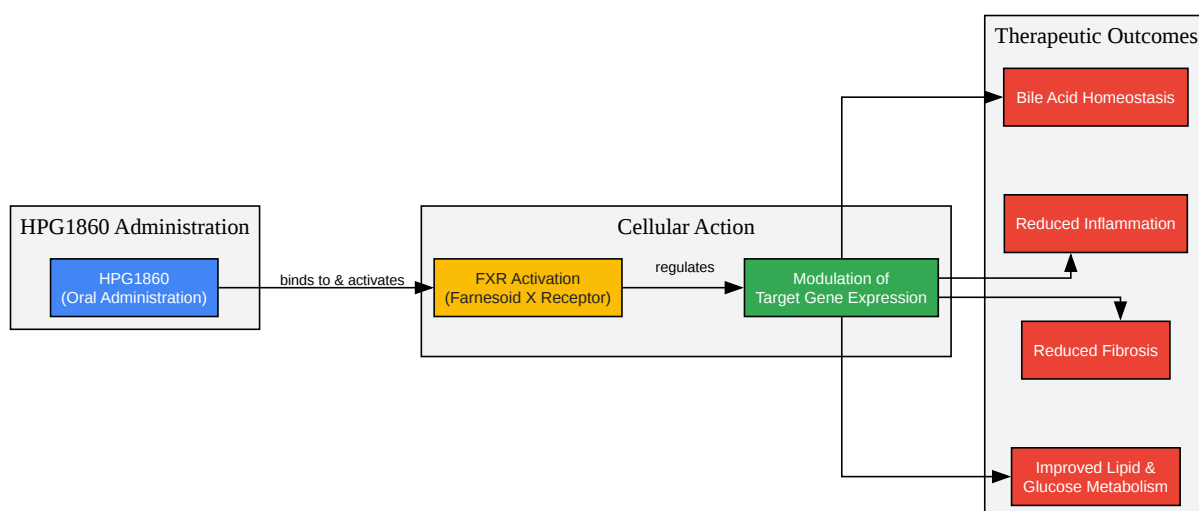 HPG1860 Administration
HPG1860
(Oral Administration)
binds to & activates
Cellular Action
FXR Activation
(Farnesoid X Receptor)
regulates
Modulation of
Target Gene Expression
Therapeutic Outcomes
Bile Acid Homeostasis
Reduced Inflammation
Reduced Fibrosis
Improved Lipid &
Glucose Metabolism